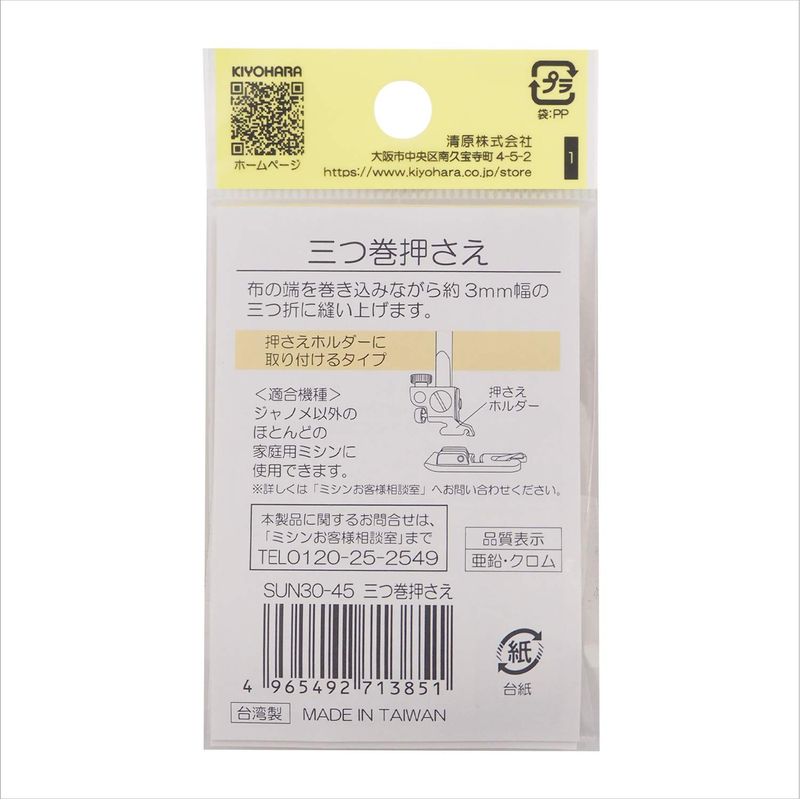 KIYOHARA
ホームページ
プラ
袋:PP
清原株式会社
大阪市中央区南久宝寺町 4-5-2
https://www.kiyohara.co.jp/store
1
三つ巻押さえ
布の端を巻き込みながら約 3mm幅の
三つ折に縫い上げます。
押さえホルダーに
取り付けるタイプ
<適合機種>
ジャノメ以外の
ほとんどの
家庭用ミシンに
使用できます。
押さえ
ホルダー
※詳しくは「ミシンお客様相談室」へお問い合わせください。
本製品に関するお問合せは、
「ミシンお客様相談室」まで
TEL0120-25-2549
品質表示
亜鉛・クロム
SUN30-45 三つ巻押さえ
4 965492 713851
紙
台紙
台湾製 MADE IN TAIWAN